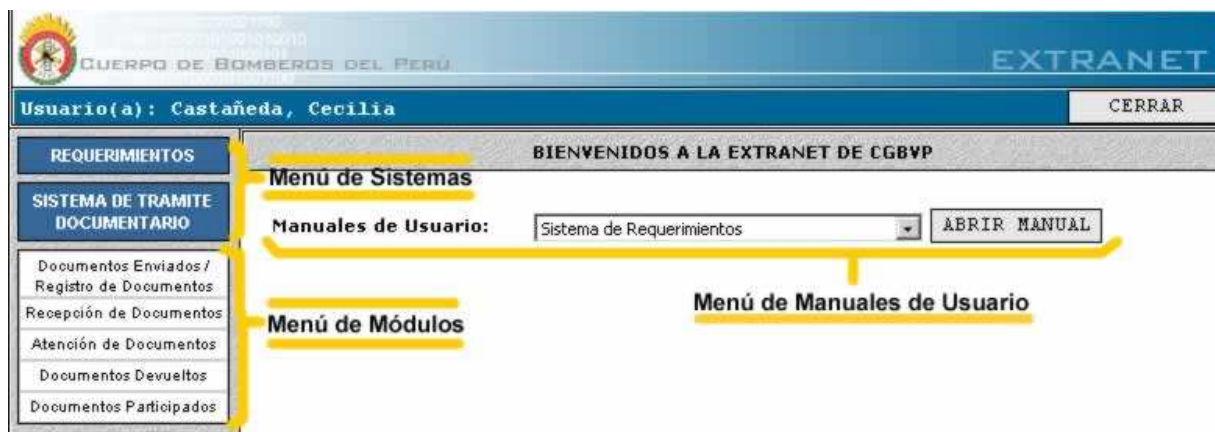 CUERPO DE BOMBEROS DEL PERÚ
EXTRANET
Usuario(a): Castañeda, Cecilia
CERRAR
REQUERIMIENTOS
SISTEMA DE TRAMITE
DOCUMENTARIO
Documentos Enviados /
Registro de Documentos
Recepción de Documentos
Atención de Documentos
Documentos Devueltos
Documentos Participados
BIENVENIDOS A LA EXTRANET DE CGBVP
Menú de Sistemas
Manuales de Usuario:
Sistema de Requerimientos
ABRIR MANUAL
Menú de Manuales de Usuario
Menú de Módulos